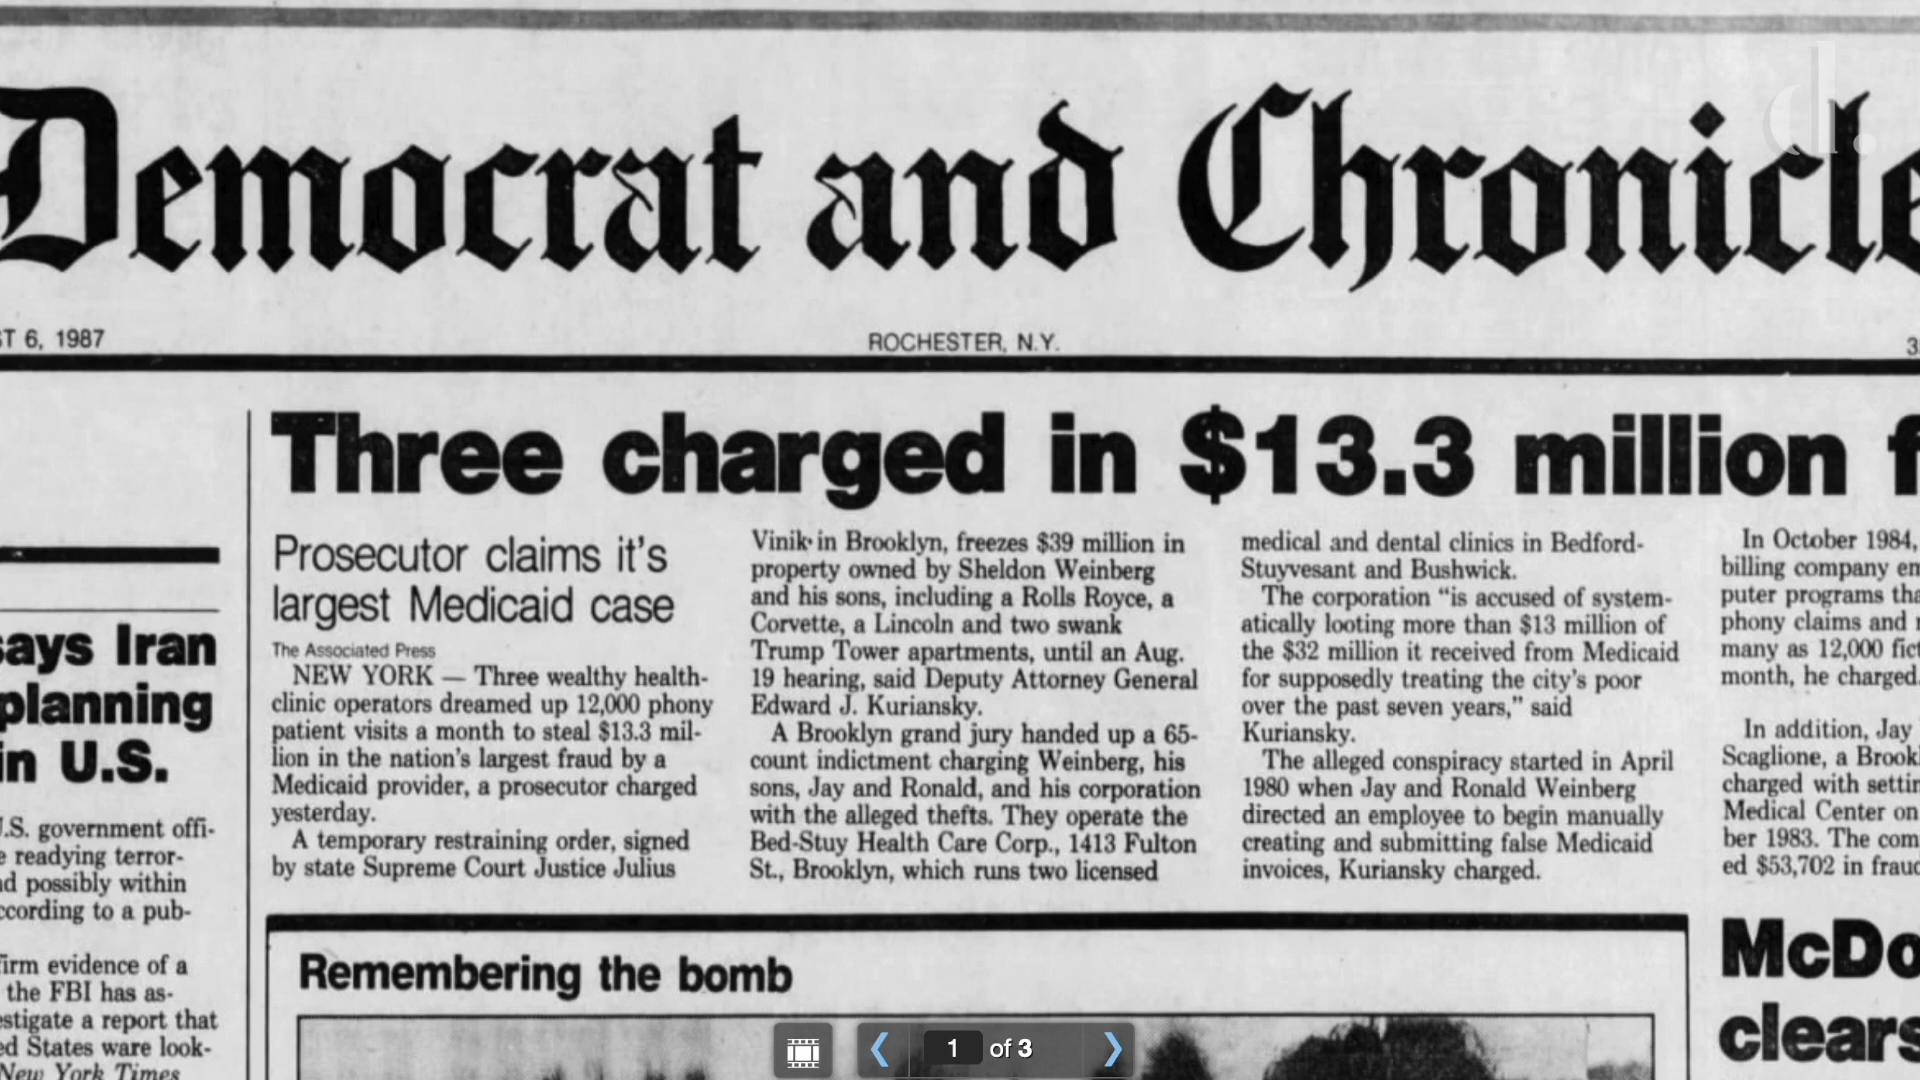 Democrat and Chronicle
d.
ST 6, 1987
ROCHESTER, N.Y.
3
says Iran
planning
in U.S.
U.S. government offi-
e readying terror-
nd possibly within
ccording to a pub-
firm evidence of a
the FBI has as-
estigate a report that
ed States were look-
New York Times
Three charged in $13.3 million f
Prosecutor claims it's
largest Medicaid case
The Associated Press
NEW YORK — Three wealthy health-
clinic operators dreamed up 12,000 phony
patient visits a month to steal $13.3 mil-
lion in the nation's largest fraud by a
Medicaid provider, a prosecutor charged
yesterday.
A temporary restraining order, signed
by state Supreme Court Justice Julius
Vinik in Brooklyn, freezes $39 million in
property owned by Sheldon Weinberg
and his sons, including a Rolls Royce, a
Corvette, a Lincoln and two swank
Trump Tower apartments, until an Aug.
19 hearing, said Deputy Attorney General
Edward J. Kuriansky.
A Brooklyn grand jury handed up a 65-
count indictment charging Weinberg, his
sons, Jay and Ronald, and his corporation
with the alleged thefts. They operate the
Bed-Stuy Health Care Corp., 1413 Fulton
St., Brooklyn, which runs two licensed
medical and dental clinics in Bedford-
Stuyvesant and Bushwick.
The corporation “is accused of system-
atically looting more than $13 million of
the $32 million it received from Medicaid
for supposedly treating the city's poor
over the past seven years,” said
Kuriansky.
The alleged conspiracy started in April
1980 when Jay and Ronald Weinberg
directed an employee to begin manually
creating and submitting false Medicaid
invoices, Kuriansky charged.
In October 1984,
billing company em
puter programs tha
phony claims and
many as 12,000 fict
month, he charged.
In addition, Jay
Scaglione, a Brook
charged with settin
Medical Center on
ber 1983. The com
ed $53,702 in frauc
Remembering the bomb
McDo
clears
1 of 3